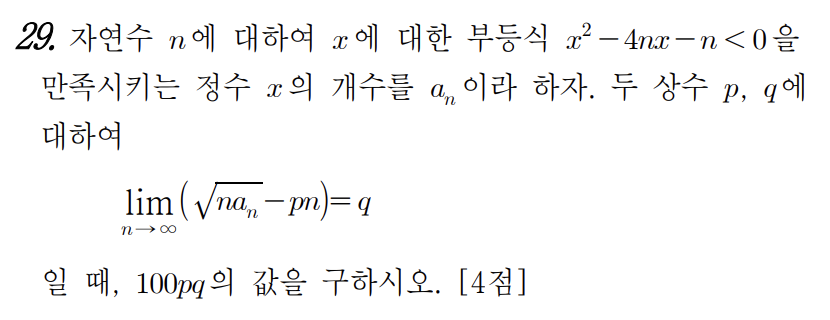 29. 자연수 n에 대하여 x에 대한 부등식 x² − 4nx − n < 0을
만족시키는 정수 x의 개수를 aₙ이라 하자. 두 상수 p, q에
대하여
lim_{n→∞} (√(naₙ) − pn) = q
일 때, 100pq의 값을 구하시오. [4점]